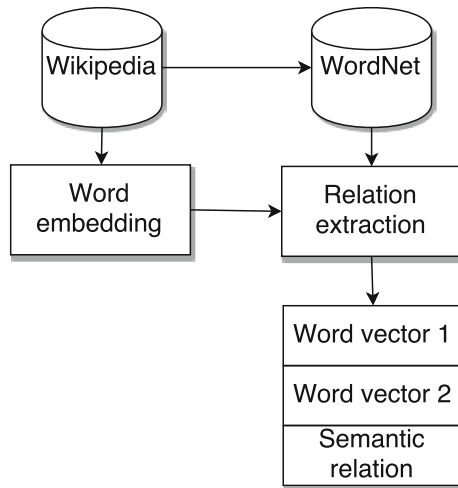 Wikipedia
WordNet
Word
embedding
Relation
extraction
Word vector 1
Word vector 2
Semantic
relation